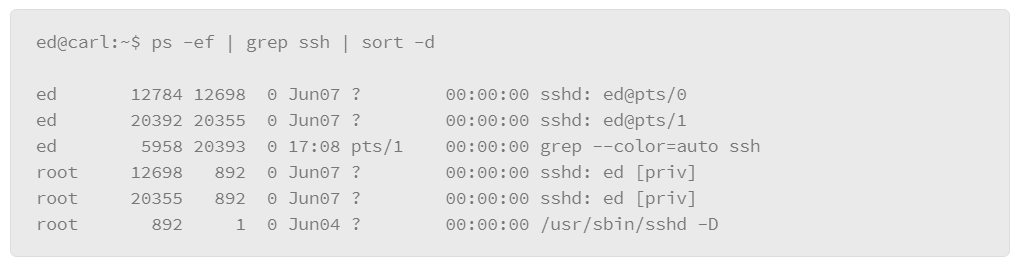 ed@carl:~$ ps -ef | grep ssh | sort -d
ed       12784 12698  0 Jun07 ?        00:00:00 sshd: ed@pts/0
ed       20392 20355  0 Jun07 ?        00:00:00 sshd: ed@pts/1
ed        5958 20393  0 17:08 pts/1    00:00:00 grep --color=auto ssh
root     12698   892  0 Jun07 ?        00:00:00 sshd: ed [priv]
root     20355   892  0 Jun07 ?        00:00:00 sshd: ed [priv]
root       892     1  0 Jun04 ?        00:00:00 /usr/sbin/sshd -D